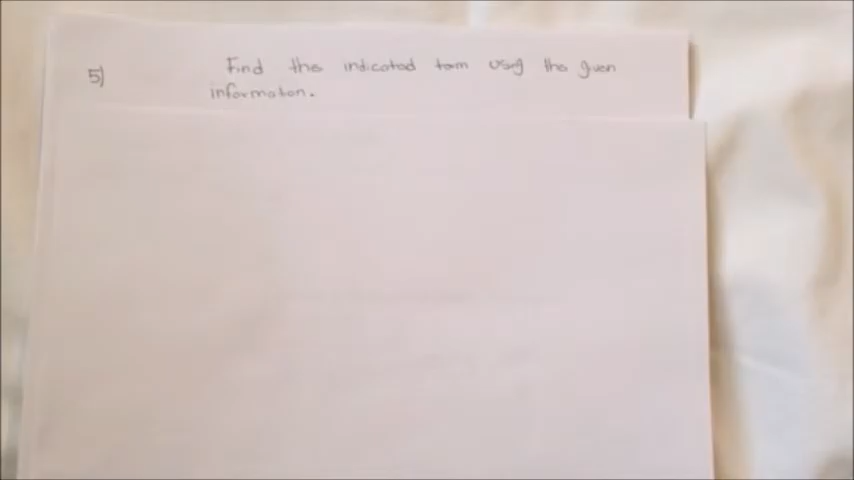 5) Find the indicated term using the given
information.